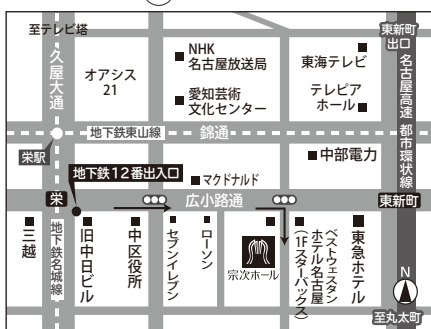 至テレビ塔
久屋大通
オアシス
21
NHK
名古屋放送局
愛知芸術
文化センター
東海テレビ
テレピア
ホール
東新町
出口
名古屋高速 都市環状線
地下鉄東山線
錦通
栄駅
地下鉄12番出入口
中部電力
マクドナルド
栄
広小路通
東新町
三越
地下鉄名城線
旧中日ビル
中区役所
セブンイレブン
ローソン
宗次ホール
ベストウェスタン
ホテル名古屋
(1Fスターバックス)
東急ホテル
N
至丸太町